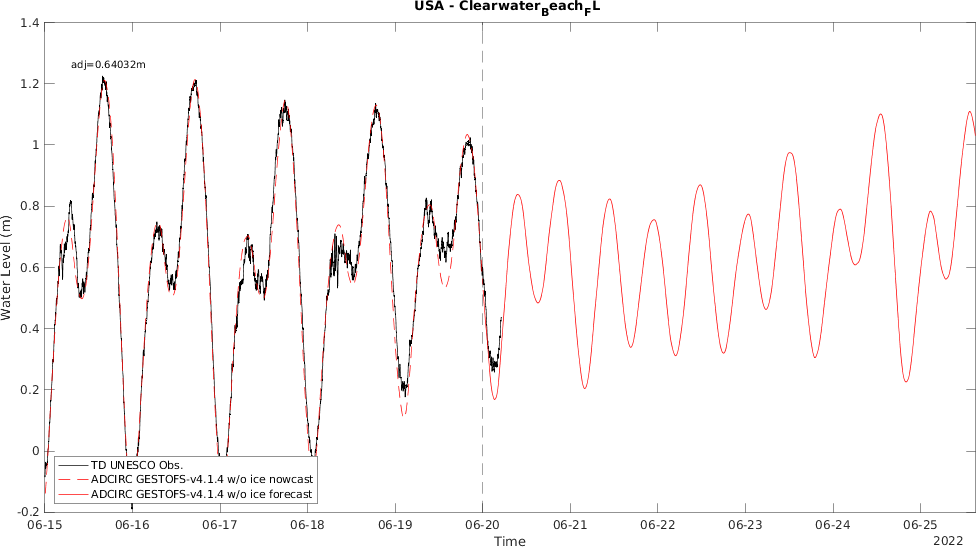 USA - Clearwater_Beach_FL
1.4
adj=0.64032m
1.2
1
0.8
0.6
0.4
0.2
0
-0.2
Water Level (m)
TD UNESCO Obs.
ADCIRC GESTOFS-v4.1.4 w/o ice nowcast
ADCIRC GESTOFS-v4.1.4 w/o ice forecast
06-15 06-16 06-17 06-18 06-19 06-20 06-21 06-22 06-23 06-24 06-25
Time
2022